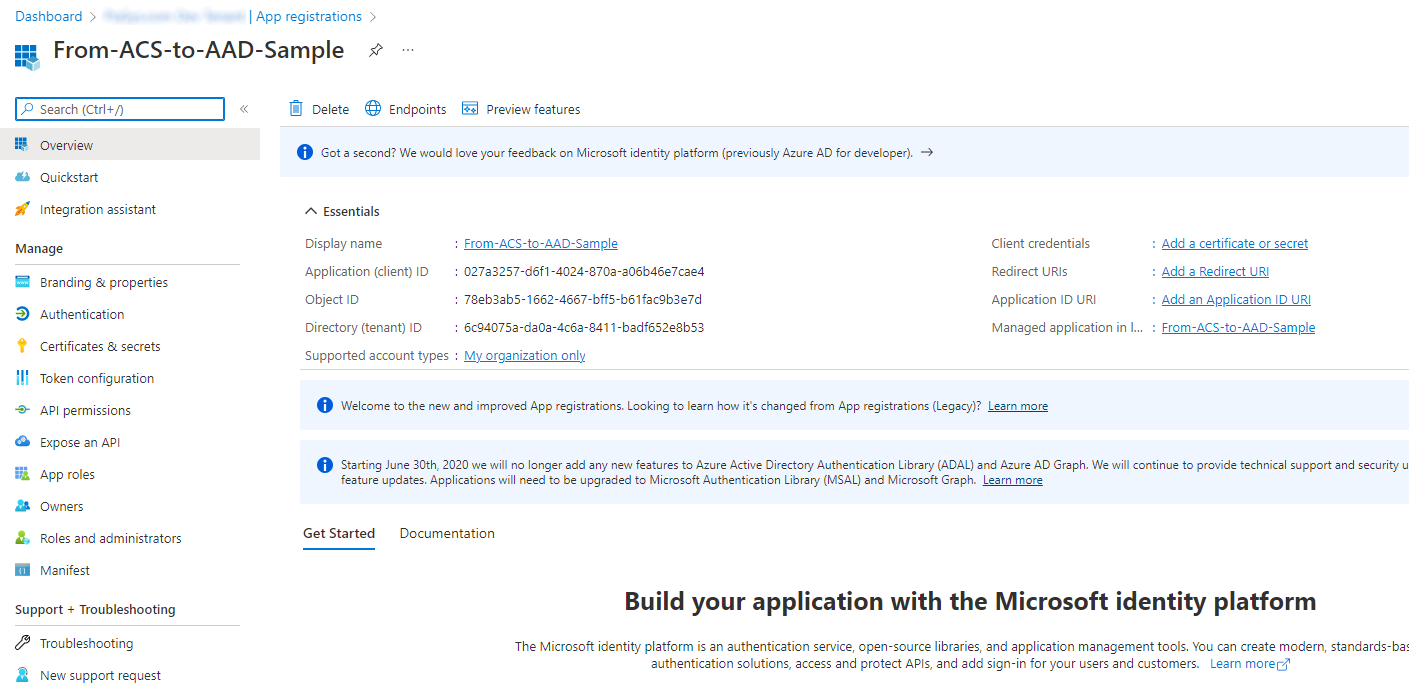 Dashboard > | App registrations >
From-ACS-to-AAD-Sample ...
Search (Ctrl+/) «
Delete Endpoints Preview features
Overview
Quickstart
Integration assistant
Manage
Branding & properties
Authentication
Certificates & secrets
Token configuration
API permissions
Expose an API
App roles
Owners
Roles and administrators
Manifest
Support + Troubleshooting
Troubleshooting
New support request
Got a second? We would love your feedback on Microsoft identity platform (previously Azure AD for developer). →
Essentials
Display name : From-ACS-to-AAD-Sample
Application (client) ID : 027a3257-d6f1-4024-870a-a06b46e7cae4
Object ID : 78eb3ab5-1662-4667-bff5-b61fac9b3e7d
Directory (tenant) ID : 6c94075a-da0a-4c6a-8411-badf652e8b53
Supported account types : My organization only
Client credentials : Add a certificate or secret
Redirect URIs : Add a Redirect URI
Application ID URI : Add an Application ID URI
Managed application in l... : From-ACS-to-AAD-Sample
Welcome to the new and improved App registrations. Looking to learn how it's changed from App registrations (Legacy)? Learn more
Starting June 30th, 2020 we will no longer add any new features to Azure Active Directory Authentication Library (ADAL) and Azure AD Graph. We will continue to provide technical support and security u
feature updates. Applications will need to be upgraded to Microsoft Authentication Library (MSAL) and Microsoft Graph. Learn more
Get Started Documentation
Build your application with the Microsoft identity platform
The Microsoft identity platform is an authentication service, open-source libraries, and application management tools. You can create modern, standards-bas
authentication solutions, access and protect APIs, and add sign-in for your users and customers. Learn more